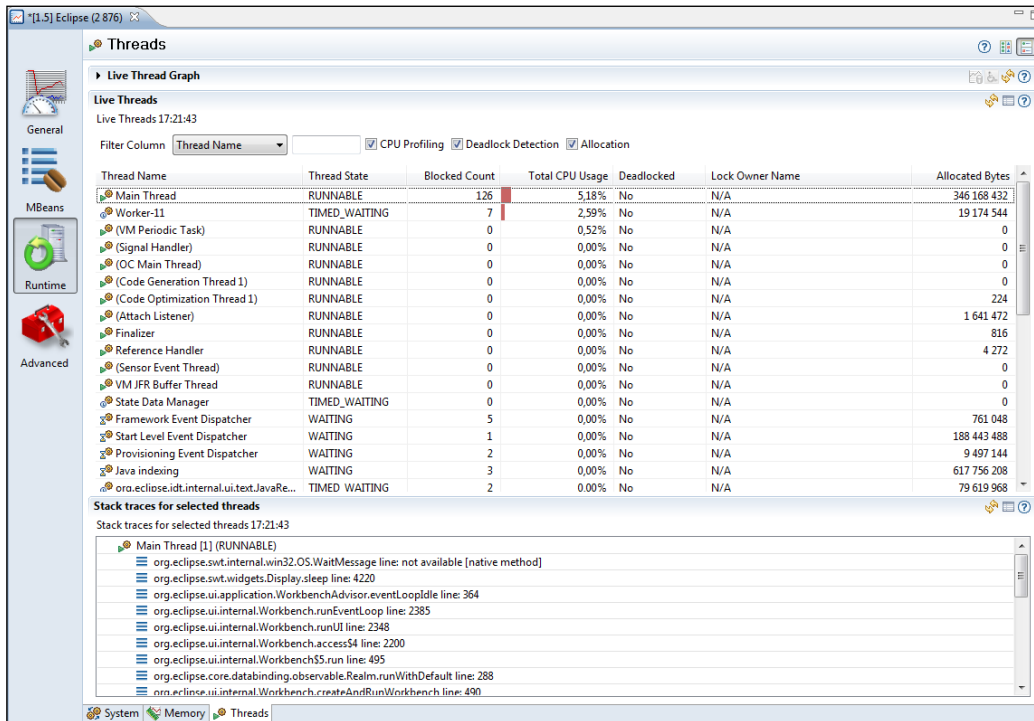 *[1.5] Eclipse (2 876)
Threads
Live Thread Graph
Live Threads
Live Threads 17:21:43
Filter Column Thread Name CPU Profiling Deadlock Detection Allocation
General
MBeans
Runtime
Advanced
Thread Name Thread State Blocked Count Total CPU Usage Deadlocked Lock Owner Name Allocated Bytes
Main Thread RUNNABLE 126 5,18% No N/A 346 168 432
Worker-11 TIMED_WAITING 7 2,59% No N/A 19 174 544
(VM Periodic Task) RUNNABLE 0 0,52% No N/A 0
(Signal Handler) RUNNABLE 0 0,00% No N/A 0
(OC Main Thread) RUNNABLE 0 0,00% No N/A 0
(Code Generation Thread 1) RUNNABLE 0 0,00% No N/A 0
(Code Optimization Thread 1) RUNNABLE 0 0,00% No N/A 224
(Attach Listener) RUNNABLE 0 0,00% No N/A 1 641 472
Finalizer RUNNABLE 0 0,00% No N/A 816
Reference Handler RUNNABLE 0 0,00% No N/A 4 272
(Sensor Event Thread) RUNNABLE 0 0,00% No N/A 0
VM JFR Buffer Thread RUNNABLE 0 0,00% No N/A 0
State Data Manager TIMED_WAITING 0 0,00% No N/A 0
Framework Event Dispatcher WAITING 5 0,00% No N/A 761 048
Start Level Event Dispatcher WAITING 1 0,00% No N/A 188 443 488
Provisioning Event Dispatcher WAITING 2 0,00% No N/A 9 497 144
Java indexing WAITING 3 0,00% No N/A 617 756 208
org.eclipse.jdt.internal.ui.text.JavaRe... TIMED_WAITING 2 0,00% No N/A 79 619 968
Stack traces for selected threads
Stack traces for selected threads 17:21:43
Main Thread [1] (RUNNABLE)
org.eclipse.swt.internal.win32.OS.WaitMessage line: not available [native method]
org.eclipse.swt.widgets.Display.sleep line: 4220
org.eclipse.ui.application.WorkbenchAdvisor.eventLoopIdle line: 364
org.eclipse.ui.internal.Workbench.runEventLoop line: 2385
org.eclipse.ui.internal.Workbench.runUI line: 2348
org.eclipse.ui.internal.Workbench.access$4 line: 2200
org.eclipse.ui.internal.Workbench$5.run line: 495
org.eclipse.core.databinding.observable.Realm.runWithDefault line: 288
org.eclipse.ui.internal.Workbench.createAndRunWorkbench line: 490
System Memory Threads